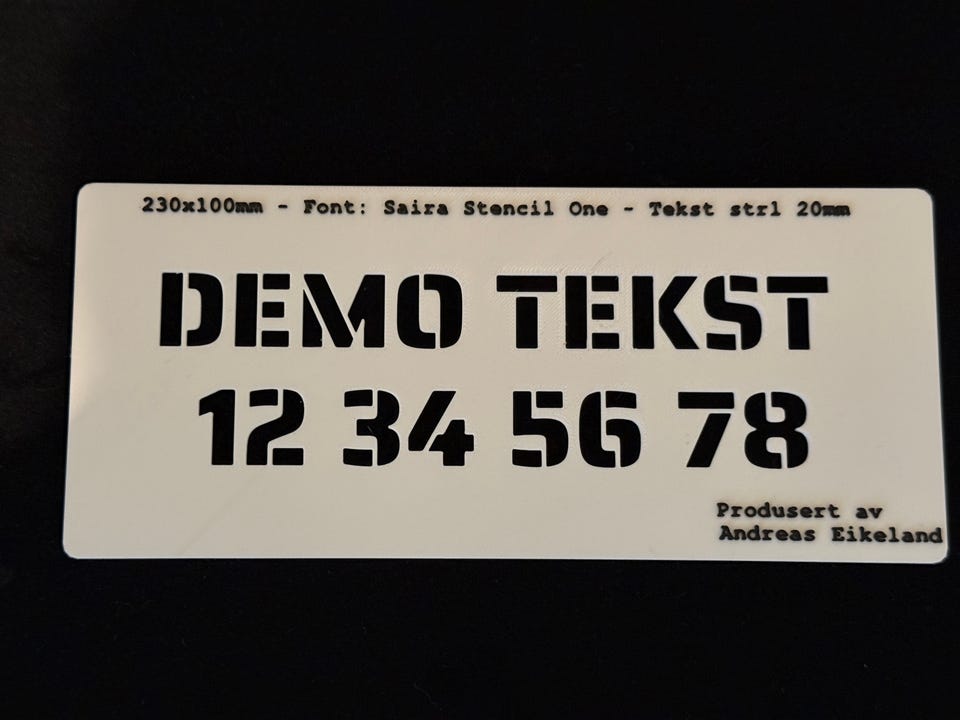 230x100mm - Font: Saira Stencil One - Tekst strl 20mm
DEMO TEKST
12 34 56 78
Produsert av
Andreas Eikeland